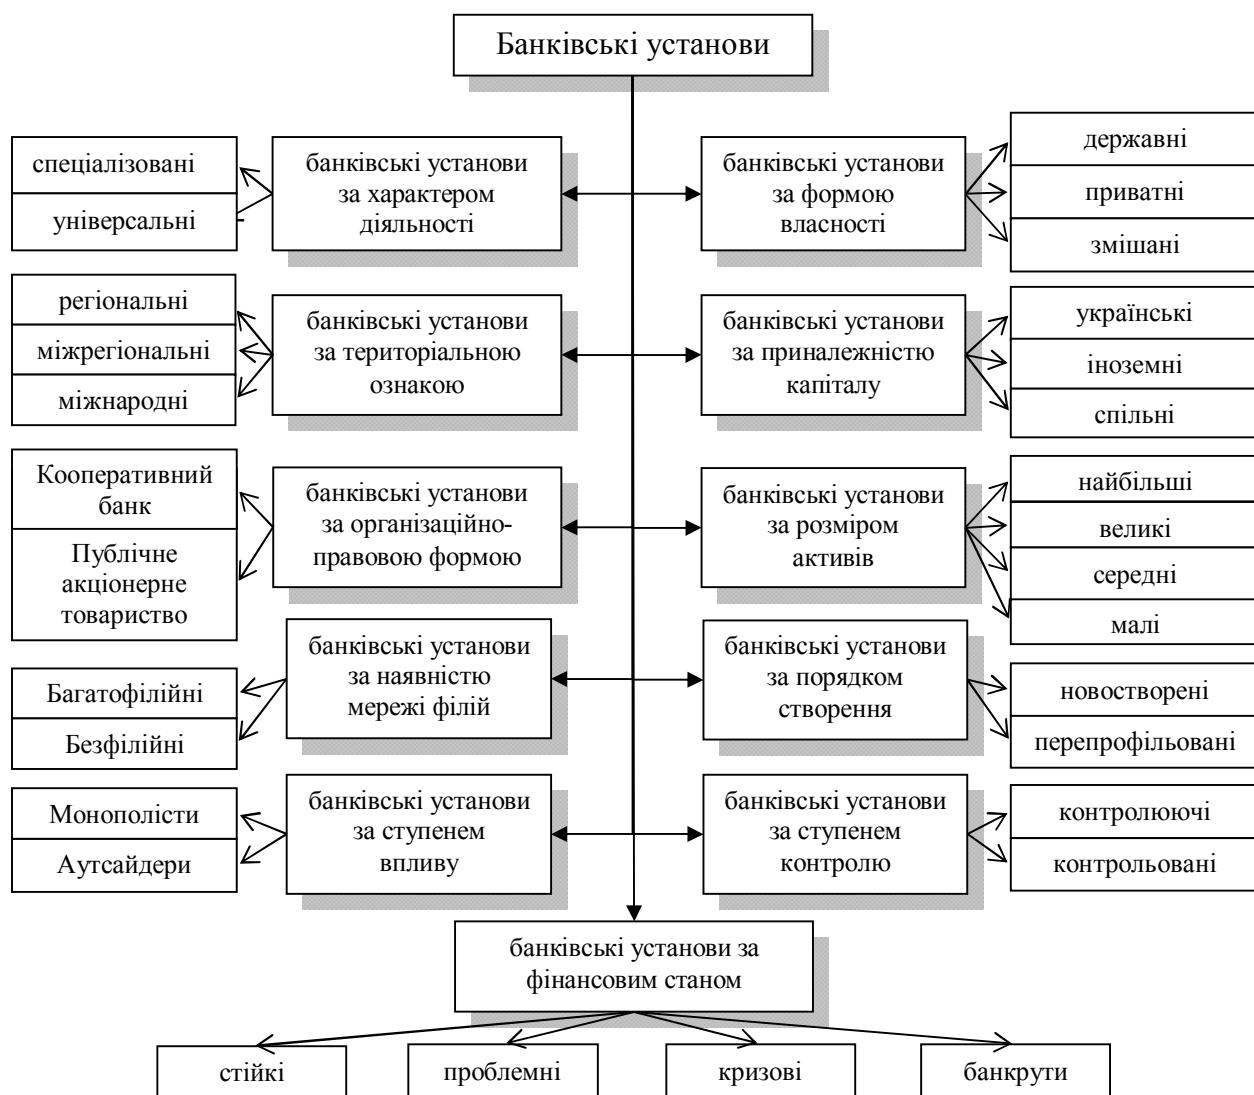 Банківські установи
спеціалізовані
універсальні
банківські установи
за характером
діяльності
банківські установи
за формою
власності
державні
приватні
змішані
регіональні
міжрегіональні
міжнародні
банківські установи
за територіальною
ознакою
банківські установи
за приналежністю
капіталу
українські
іноземні
спільні
Кооперативний
банк
Публічне
акціонерне
товариство
банківські установи
за організаційно-
правовою формою
банківські установи
за розміром
активів
найбільші
великі
середні
малі
Багатофілійні
Безфілійні
банківські установи
за наявністю
мережі філій
банківські установи
за порядком
створення
новостворені
перепрофільовані
Монополісти
Аутсайдери
банківські установи
за ступенем
впливу
банківські установи
за ступенем
контролю
контролюючі
контрольовані
банківські установи за
фінансовим станом
стійкі
проблемні
кризові
банкрути